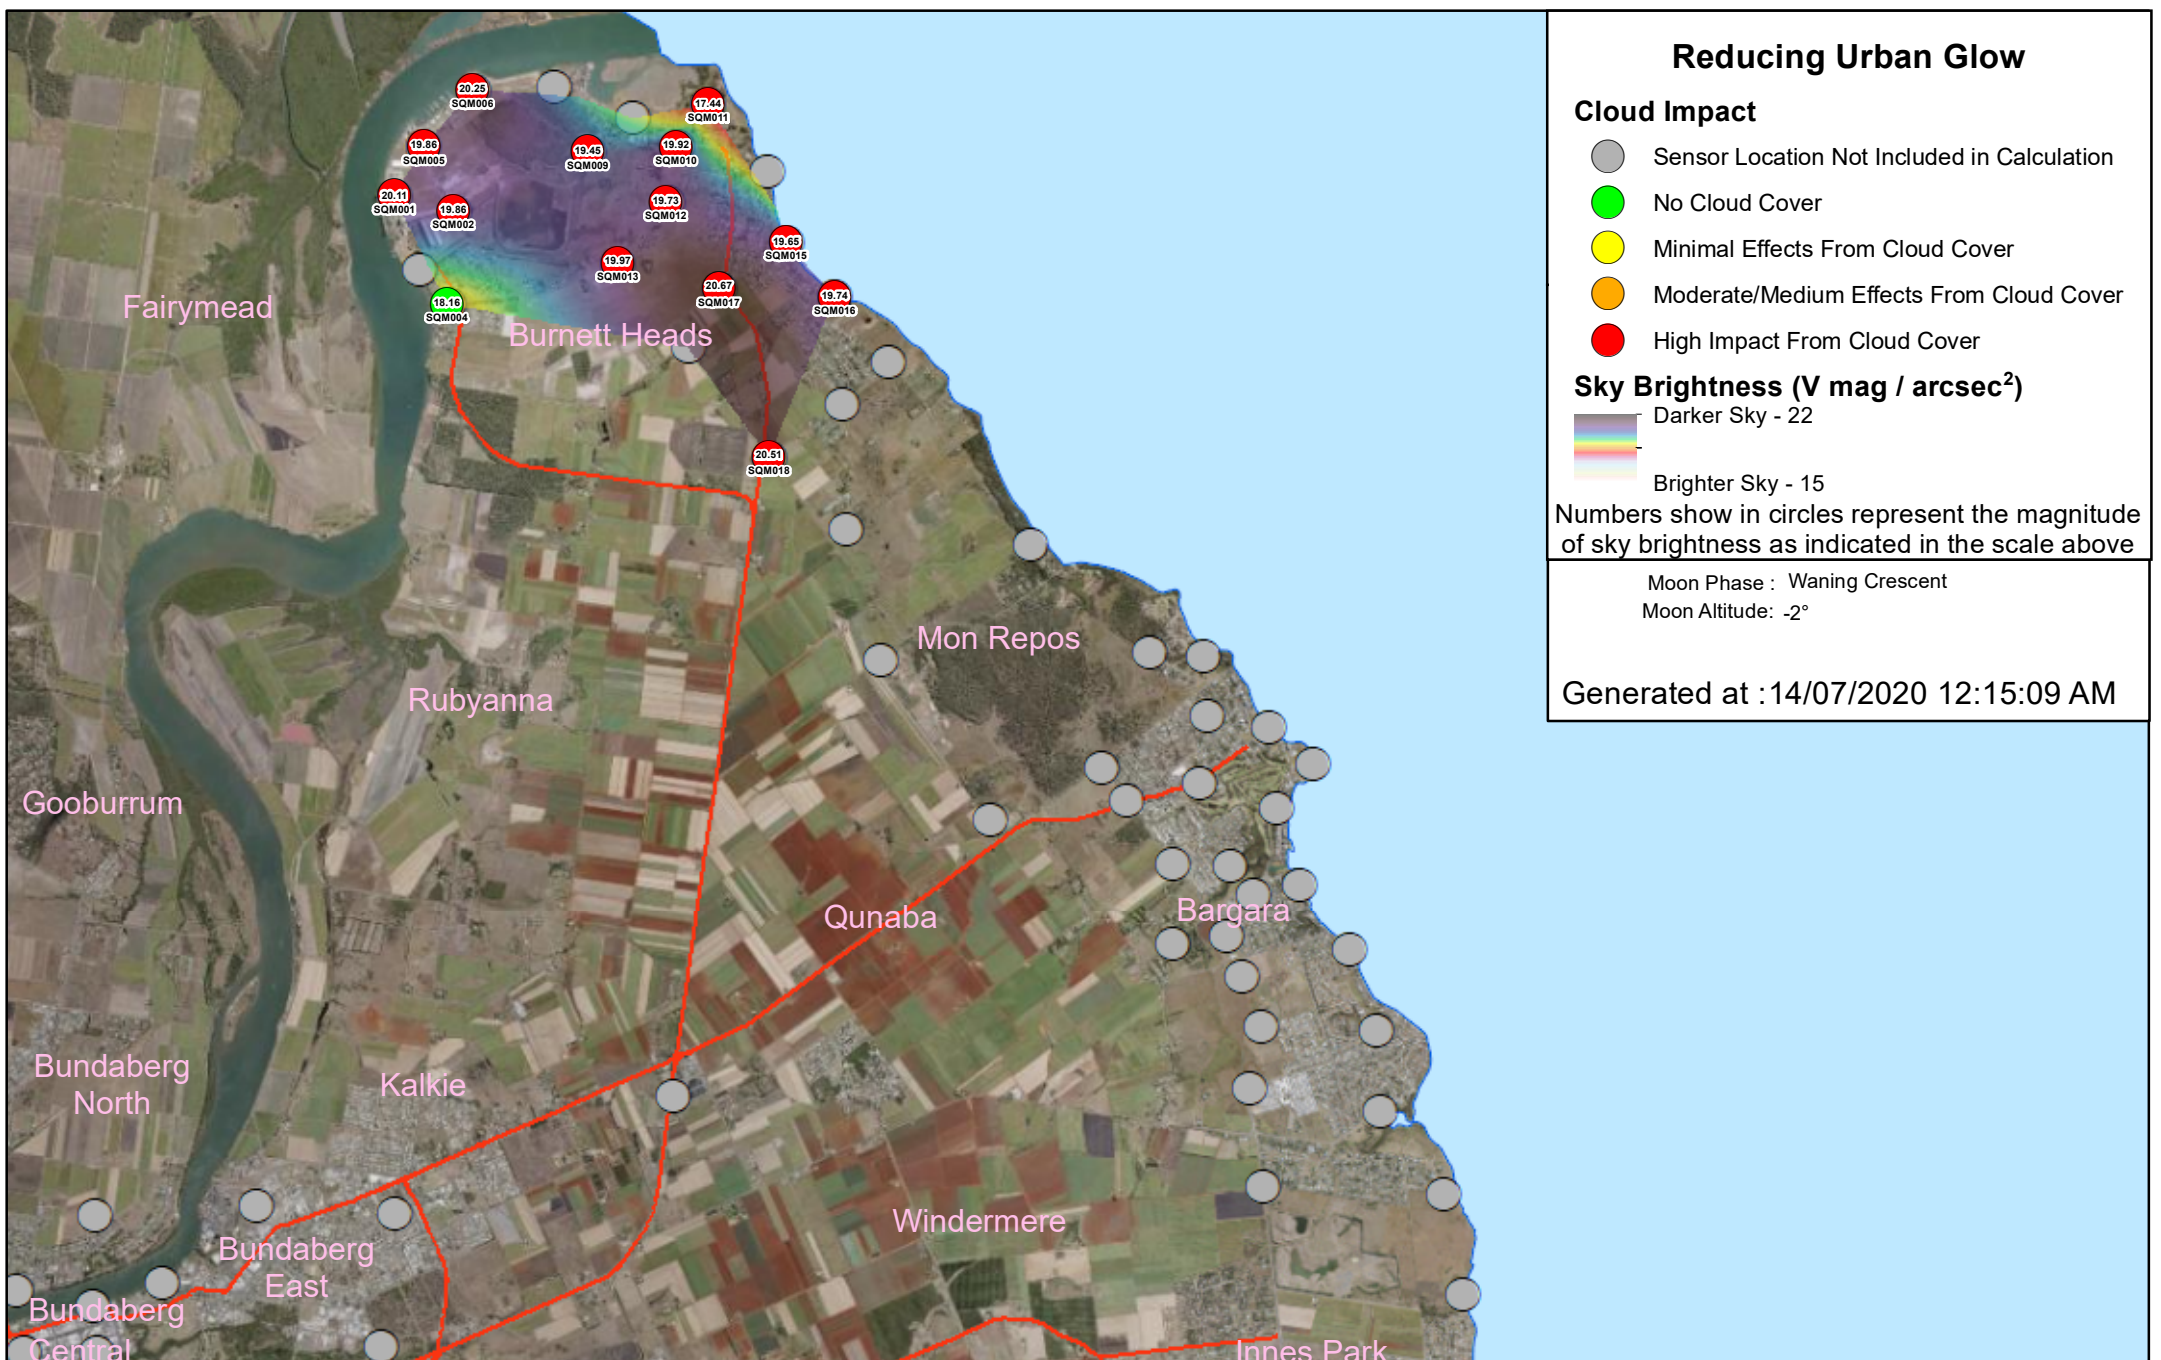 Reducing Urban Glow
Cloud Impact
Sensor Location Not Included in Calculation
No Cloud Cover
Minimal Effects From Cloud Cover
Moderate/Medium Effects From Cloud Cover
High Impact From Cloud Cover
Sky Brightness (V mag / arcsec²)
Darker Sky - 22
Brighter Sky - 15
Numbers show in circles represent the magnitude
of sky brightness as indicated in the scale above
Moon Phase : Waning Crescent
Moon Altitude: -2°
Generated at :14/07/2020 12:15:09 AM
20.25
SQM006
17.44
SQM011
19.86
SQM005
19.45
SQM009
19.92
SQM010
20.11
SQM001
19.86
SQM002
19.73
SQM012
19.65
SQM015
19.97
SQM013
20.67
SQM017
19.74
SQM016
18.16
SQM004
20.51
SQM018
Fairymead
Burnett Heads
Mon Repos
Rubyanna
Gooburrum
Qunaba
Bargara
Bundaberg
North
Kalkie
Windermere
Bundaberg
East
Bundaberg
Central
Innes Park